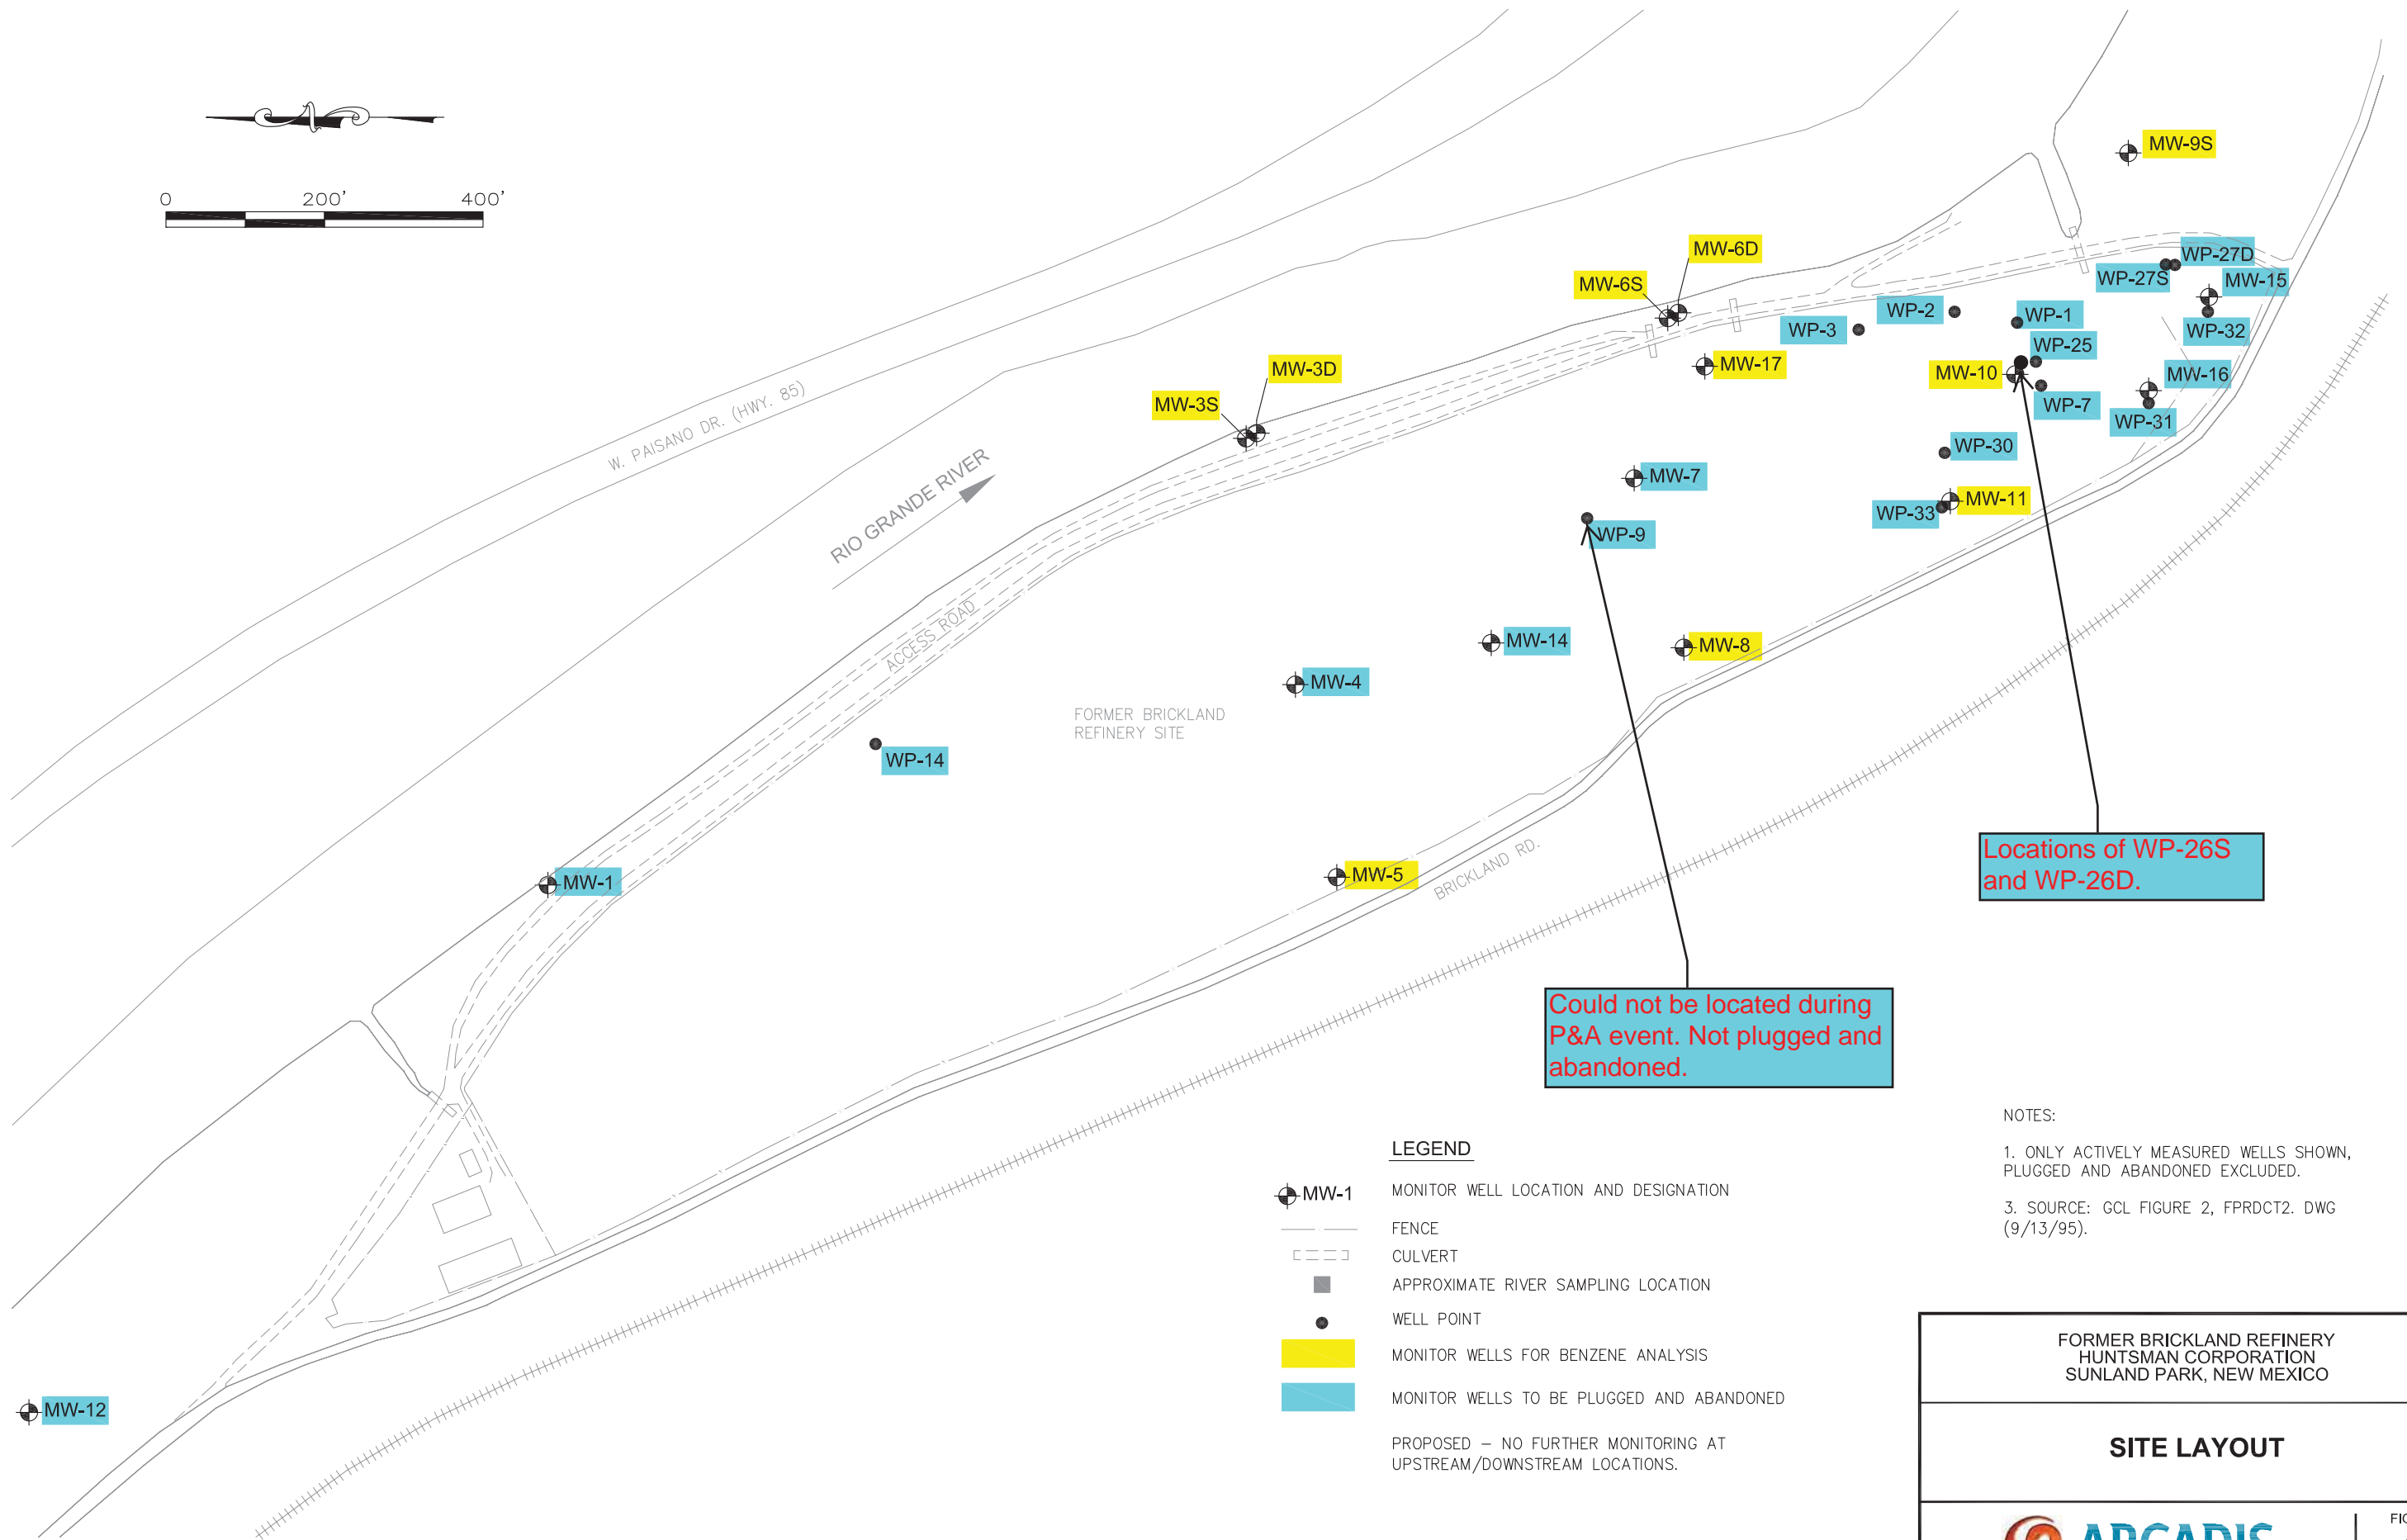 0 200' 400'
W. PAISANO DR. (HWY. 85)
RIO GRANDE RIVER
ACCESS ROAD
FORMER BRICKLAND
REFINERY SITE
BRICKLAND RD.
MW-9S
MW-6D
MW-6S
WP-27D
WP-27S
MW-15
WP-2
WP-1
WP-3
WP-32
WP-25
MW-17
MW-10
MW-16
MW-3D
MW-3S
WP-7
WP-31
WP-30
MW-7
MW-11
WP-33
WP-9
MW-14
MW-8
MW-4
WP-14
MW-1
MW-5
MW-12
Locations of WP-26S
and WP-26D.
Could not be located during
P&A event. Not plugged and
abandoned.
LEGEND
MW-1 MONITOR WELL LOCATION AND DESIGNATION
FENCE
CULVERT
APPROXIMATE RIVER SAMPLING LOCATION
WELL POINT
MONITOR WELLS FOR BENZENE ANALYSIS
MONITOR WELLS TO BE PLUGGED AND ABANDONED
PROPOSED – NO FURTHER MONITORING AT
UPSTREAM/DOWNSTREAM LOCATIONS.
NOTES:
1. ONLY ACTIVELY MEASURED WELLS SHOWN,
PLUGGED AND ABANDONED EXCLUDED.
3. SOURCE: GCL FIGURE 2, FPRDCT2. DWG
(9/13/95).
FORMER BRICKLAND REFINERY
HUNTSMAN CORPORATION
SUNLAND PARK, NEW MEXICO
SITE LAYOUT
ARCADIS